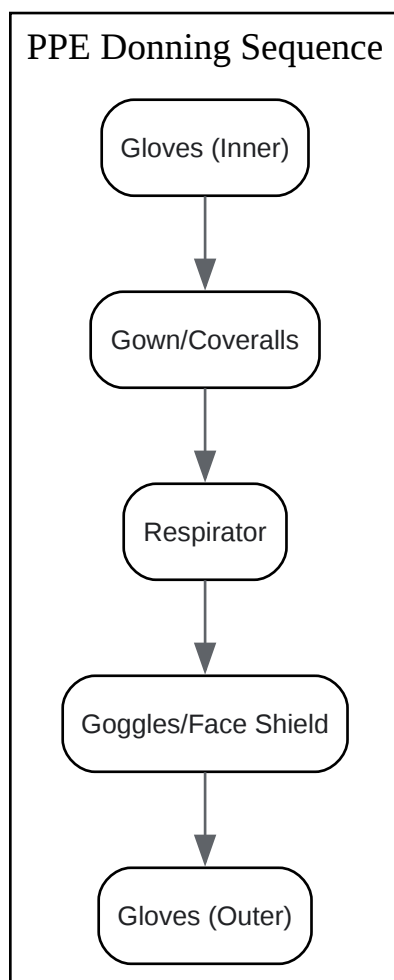 PPE Donning Sequence
Gloves (Inner)
Gown/Coveralls
Respirator
Goggles/Face Shield
Gloves (Outer)